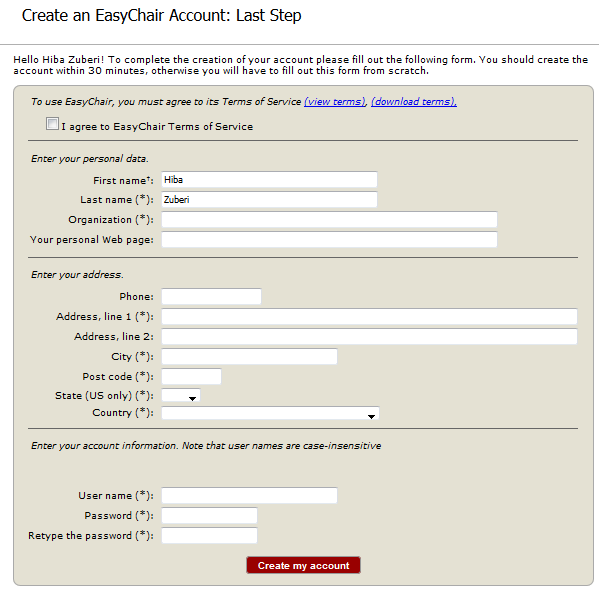 Create an EasyChair Account: Last Step
Hello Hiba Zuberi! To complete the creation of your account please fill out the following form. You should create the
account within 30 minutes, otherwise you will have to fill out this form from scratch.
To use EasyChair, you must agree to its Terms of Service (view terms), (download terms),
I agree to EasyChair Terms of Service
Enter your personal data.
First name†: Hiba
Last name (*): Zuberi
Organization (*):
Your personal Web page:
Enter your address.
Phone:
Address, line 1 (*):
Address, line 2:
City (*):
Post code (*):
State (US only) (*):
Country (*):
Enter your account information. Note that user names are case-insensitive
User name (*):
Password (*):
Retype the password (*):
Create my account